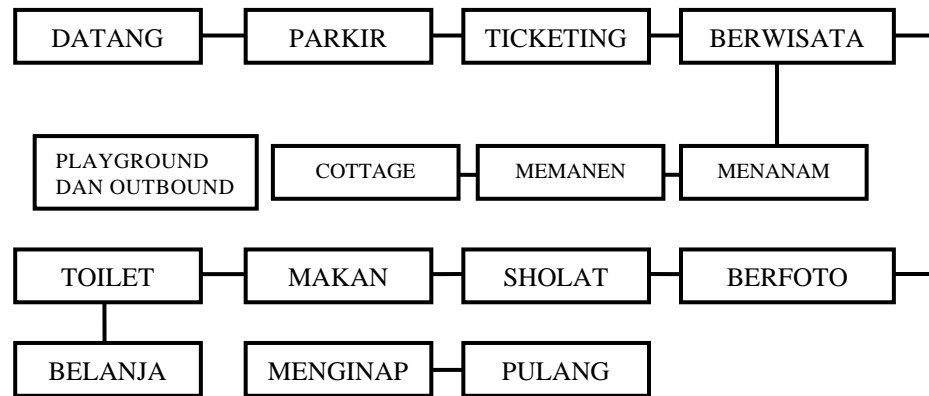 DATANG
PARKIR
TICKETING
BERWISATA
PLAYGROUND
DAN OUTBOUND
COTTAGE
MEMANEN
MENANAM
TOILET
MAKAN
SHOLAT
BERFOTO
BELANJA
MENGINAP
PULANG